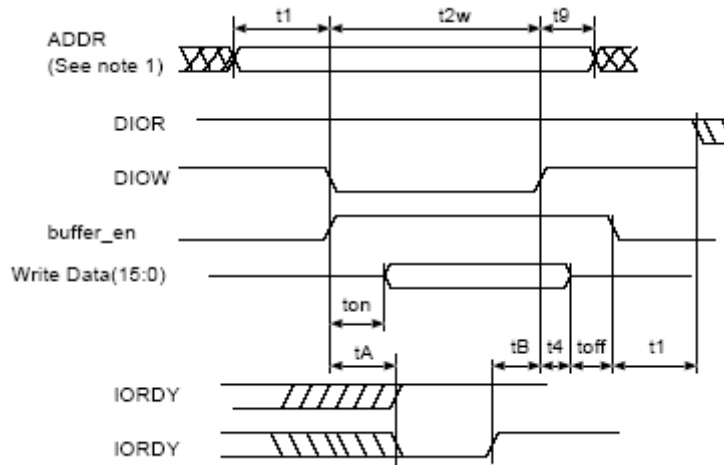 t1 t2w t9
ADDR
(See note 1)
DIOR
DIOW
buffer_en
Write Data(15:0)
ton
tA tB t4 toff t1
IORDY
IORDY